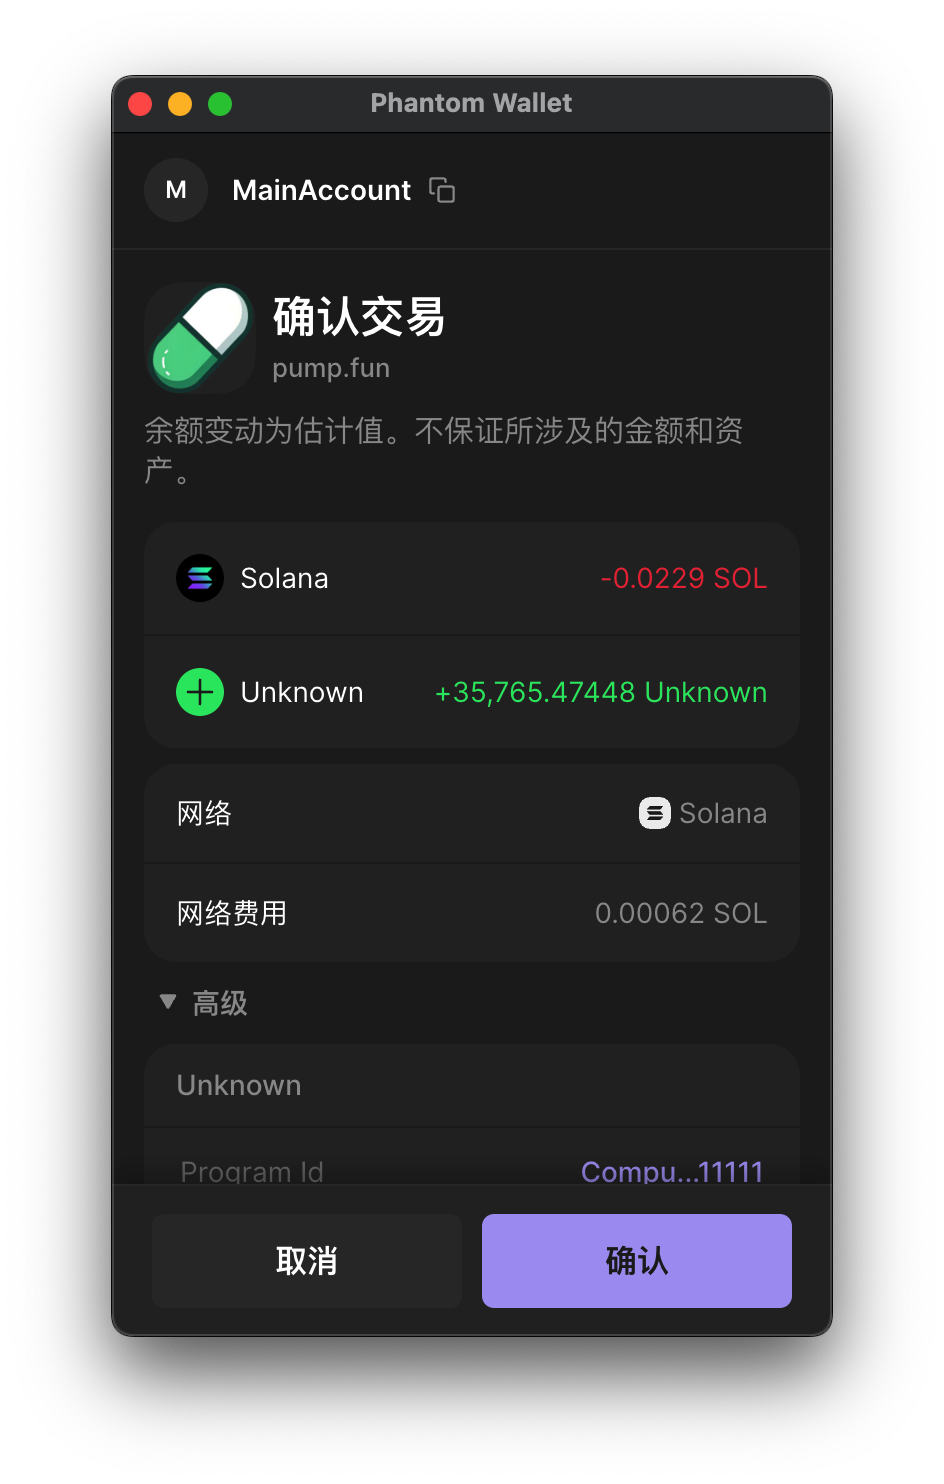 Phantom Wallet
M MainAccount
确认交易
pump.fun
余额变动为估计值。不保证所涉及的金额和资
产。
Solana -0.0229 SOL
Unknown +35,765.47448 Unknown
网络 Solana
网络费用 0.00062 SOL
高级
Unknown
Program Id Compu...11111
取消 确认